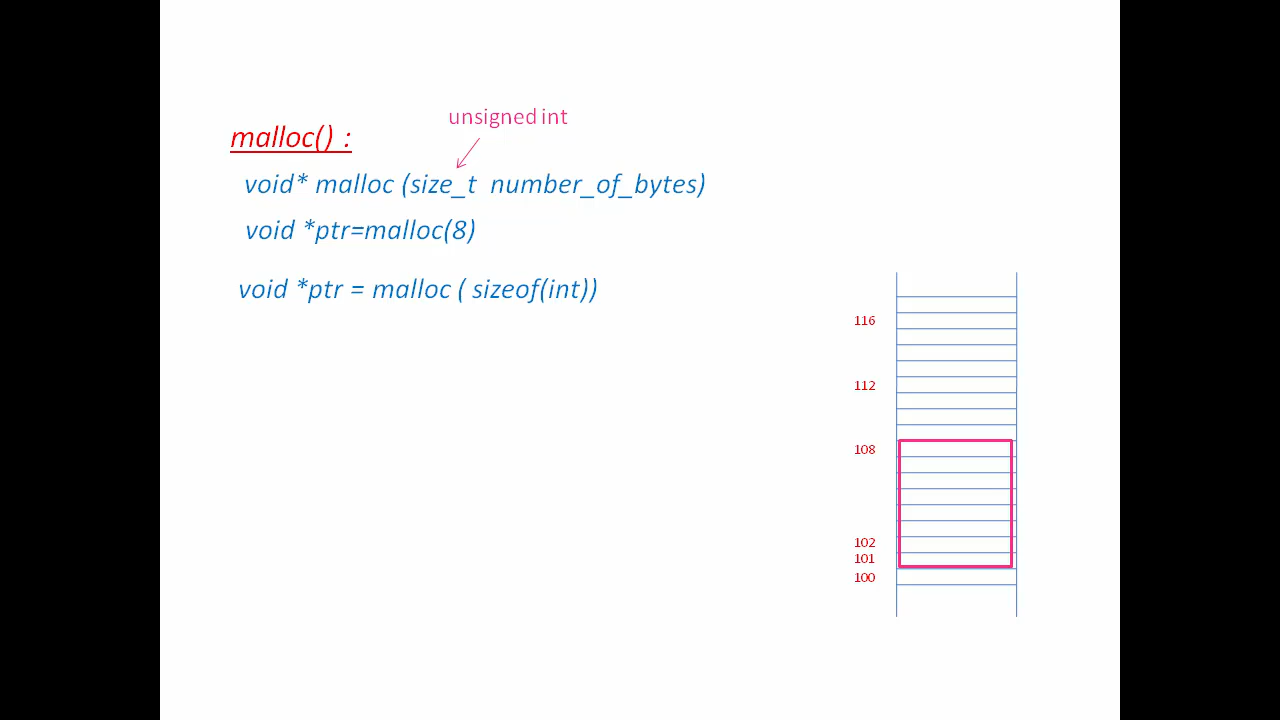 unsigned int
malloc() :
void* malloc (size_t number_of_bytes)
void *ptr=malloc(8)
void *ptr = malloc ( sizeof(int))
116
112
108
102
101
100